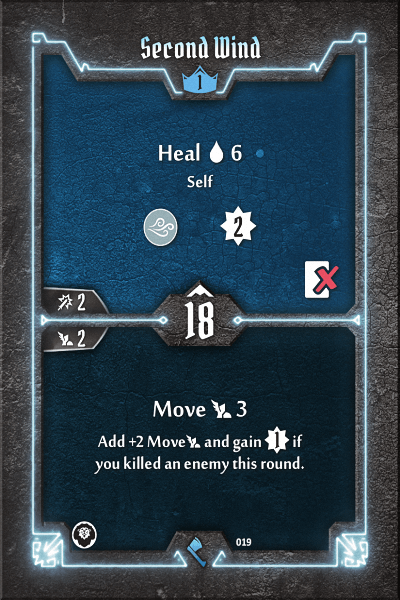 Second Wind
1
Heal 6
Self
2
2
18
2
Move 3
Add +2 Move and gain 1 if
you killed an enemy this round.
019